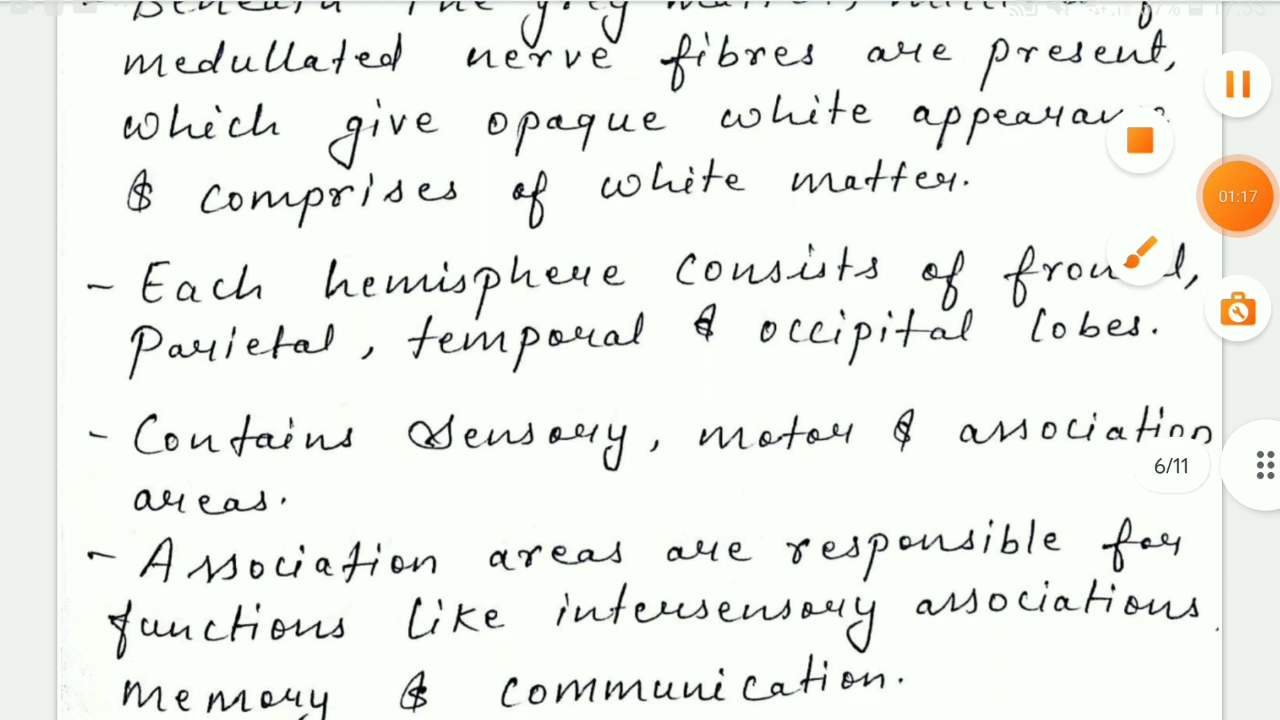 medullated nerve fibres are present,
which give opaque white
& comprises of white matter.
- Each hemisphere consists of
Parietal, temporal & occipital lobes.
- Contains Sensory, motor & association
areas.
- Association areas are responsible for
functions like intersensory associations
memory & communication.
01:17
6/11